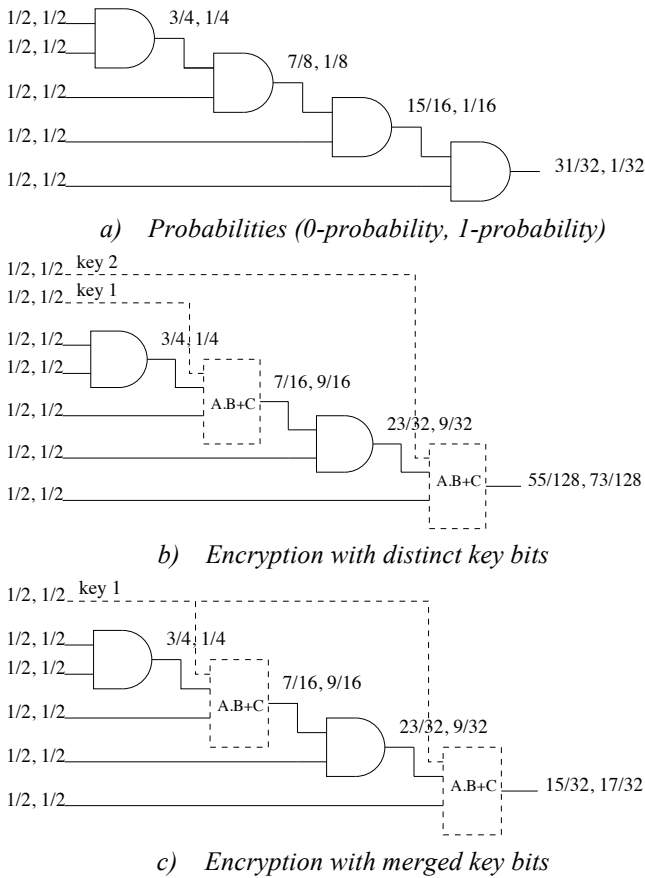 1/2, 1/2
3/4, 1/4
1/2, 1/2
7/8, 1/8
1/2, 1/2
15/16, 1/16
1/2, 1/2
31/32, 1/32
1/2, 1/2
a) Probabilities (0-probability, 1-probability)
1/2, 1/2 key 2
1/2, 1/2 key 1
1/2, 1/2
3/4, 1/4
1/2, 1/2
7/16, 9/16
A.B+C
1/2, 1/2
23/32, 9/32
1/2, 1/2
A.B+C
55/128, 73/128
1/2, 1/2
b) Encryption with distinct key bits
1/2, 1/2 key 1
1/2, 1/2
3/4, 1/4
1/2, 1/2
7/16, 9/16
A.B+C
1/2, 1/2
23/32, 9/32
1/2, 1/2
A.B+C
15/32, 17/32
1/2, 1/2
c) Encryption with merged key bits